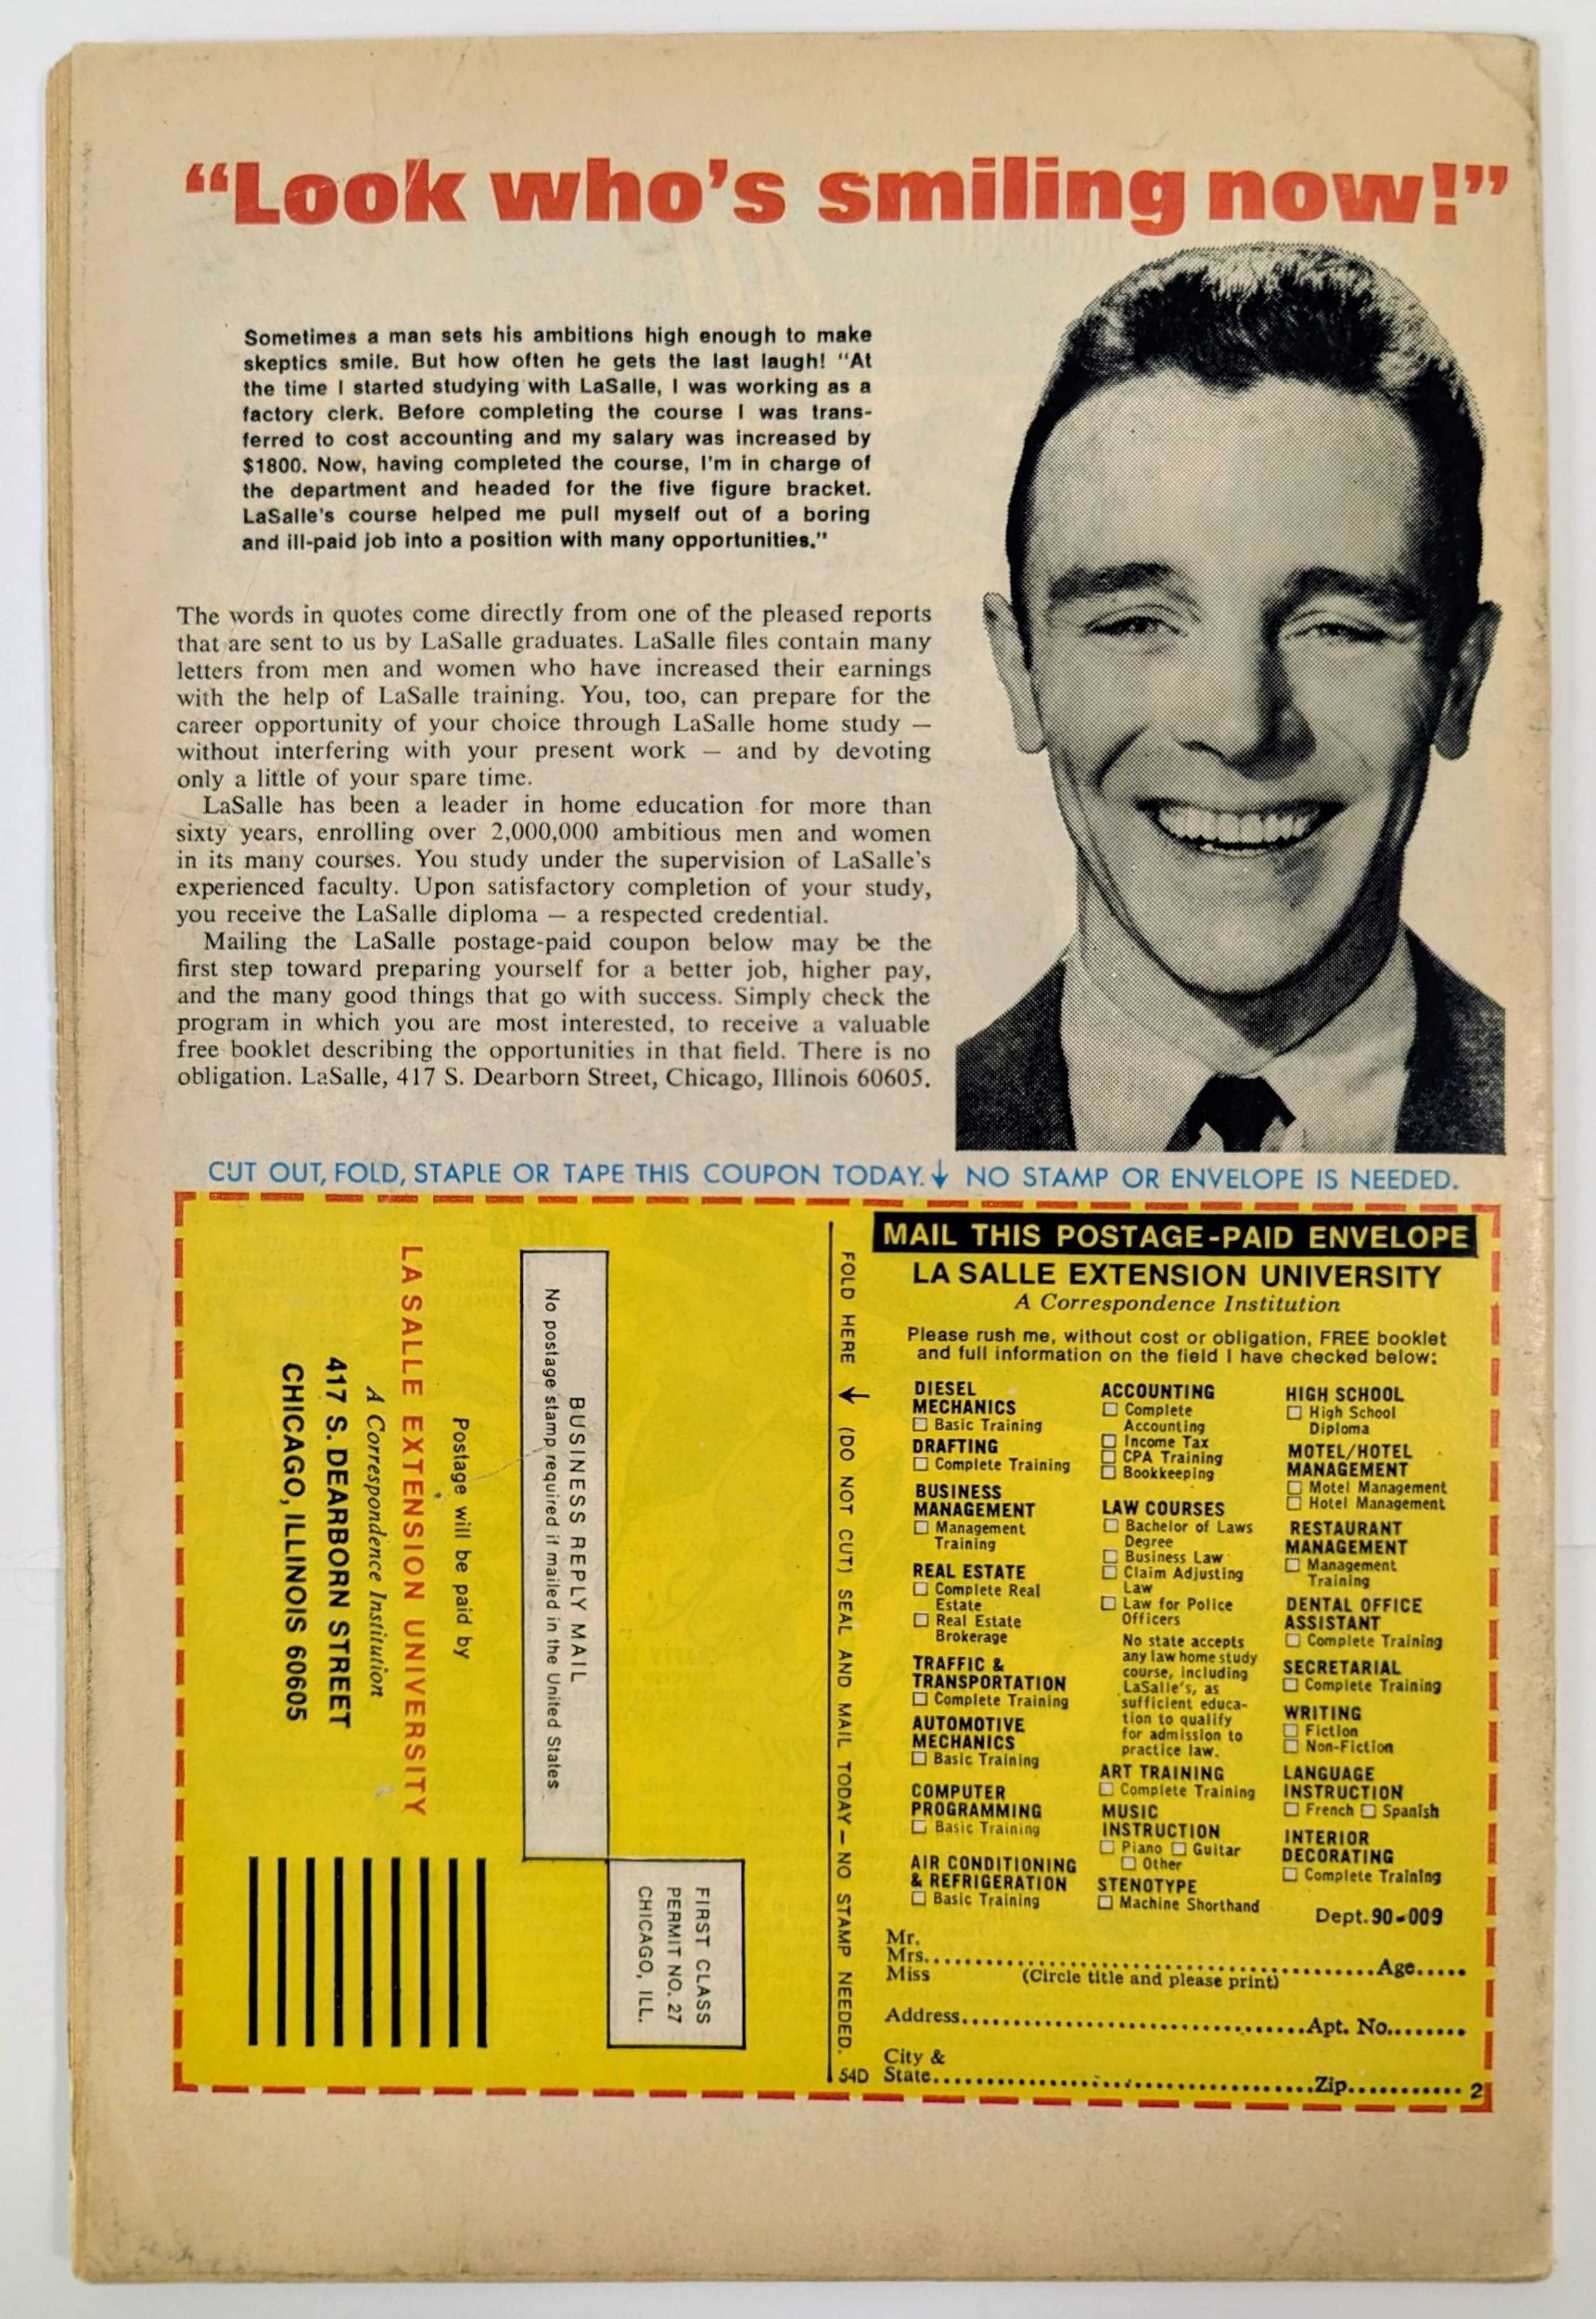 “Look who’s smiling now!”
Sometimes a man sets his ambitions high enough to make
skeptics smile. But how often he gets the last laugh! “At
the time I started studying with LaSalle, I was working as a
factory clerk. Before completing the course I was trans-
ferred to cost accounting and my salary was increased by
$1800. Now, having completed the course, I’m in charge of
the department and headed for the five figure bracket.
LaSalle’s course helped me pull myself out of a boring
and ill-paid job into a position with many opportunities.”
The words in quotes come directly from one of the pleased reports
that are sent to us by LaSalle graduates. LaSalle files contain many
letters from men and women who have increased their earnings
with the help of LaSalle training. You, too, can prepare for the
career opportunity of your choice through LaSalle home study —
without interfering with your present work — and by devoting
only a little of your spare time.
LaSalle has been a leader in home education for more than
sixty years, enrolling over 2,000,000 ambitious men and women
in its many courses. You study under the supervision of LaSalle’s
experienced faculty. Upon satisfactory completion of your study,
you receive the LaSalle diploma — a respected credential.
Mailing the LaSalle postage-paid coupon below may be the
first step toward preparing yourself for a better job, higher pay,
and the many good things that go with success. Simply check the
program in which you are most interested, to receive a valuable
free booklet describing the opportunities in that field. There is no
obligation. LaSalle, 417 S. Dearborn Street, Chicago, Illinois 60605.
CUT OUT, FOLD, STAPLE OR TAPE THIS COUPON TODAY.↓ NO STAMP OR ENVELOPE IS NEEDED.
FIRST CLASS
PERMIT NO. 27
CHICAGO, ILL.
BUSINESS REPLY MAIL
No postage stamp required if mailed in the United States
Postage will be paid by
LA SALLE EXTENSION UNIVERSITY
A Correspondence Institution
417 S. DEARBORN STREET
CHICAGO, ILLINOIS 60605
FOLD HERE ↓ (DO NOT CUT) SEAL AND MAIL TODAY — NO STAMP NEEDED.
54D
MAIL THIS POSTAGE-PAID ENVELOPE
LA SALLE EXTENSION UNIVERSITY
A Correspondence Institution
Please rush me, without cost or obligation, FREE booklet
and full information on the field I have checked below:
DIESEL
MECHANICS
☐ Basic Training
DRAFTING
☐ Complete Training
BUSINESS
MANAGEMENT
☐ Management
Training
REAL ESTATE
☐ Complete Real
Estate
☐ Real Estate
Brokerage
TRAFFIC &
TRANSPORTATION
☐ Complete Training
AUTOMOTIVE
MECHANICS
☐ Basic Training
COMPUTER
PROGRAMMING
☐ Basic Training
AIR CONDITIONING
& REFRIGERATION
☐ Basic Training
ACCOUNTING
☐ Complete
Accounting
☐ Income Tax
☐ CPA Training
☐ Bookkeeping
LAW COURSES
☐ Bachelor of Laws
Degree
☐ Business Law
☐ Claim Adjusting
Law
☐ Law for Police
Officers
No state accepts
any law home study
course, including
LaSalle’s, as
sufficient educa-
tion to qualify
for admission to
practice law.
ART TRAINING
☐ Complete Training
MUSIC
INSTRUCTION
☐ Piano ☐ Guitar
☐ Other
STENOTYPE
☐ Machine Shorthand
HIGH SCHOOL
☐ High School
Diploma
MOTEL/HOTEL
MANAGEMENT
☐ Motel Management
☐ Hotel Management
RESTAURANT
MANAGEMENT
☐ Management
Training
DENTAL OFFICE
ASSISTANT
☐ Complete Training
SECRETARIAL
☐ Complete Training
WRITING
☐ Fiction
☐ Non-Fiction
LANGUAGE
INSTRUCTION
☐ French ☐ Spanish
INTERIOR
DECORATING
☐ Complete Training
Dept. 90-009
Mr.
Mrs.................................................Age.....
Miss (Circle title and please print)
Address........................................Apt. No........
City &
State............................................Zip........... 2